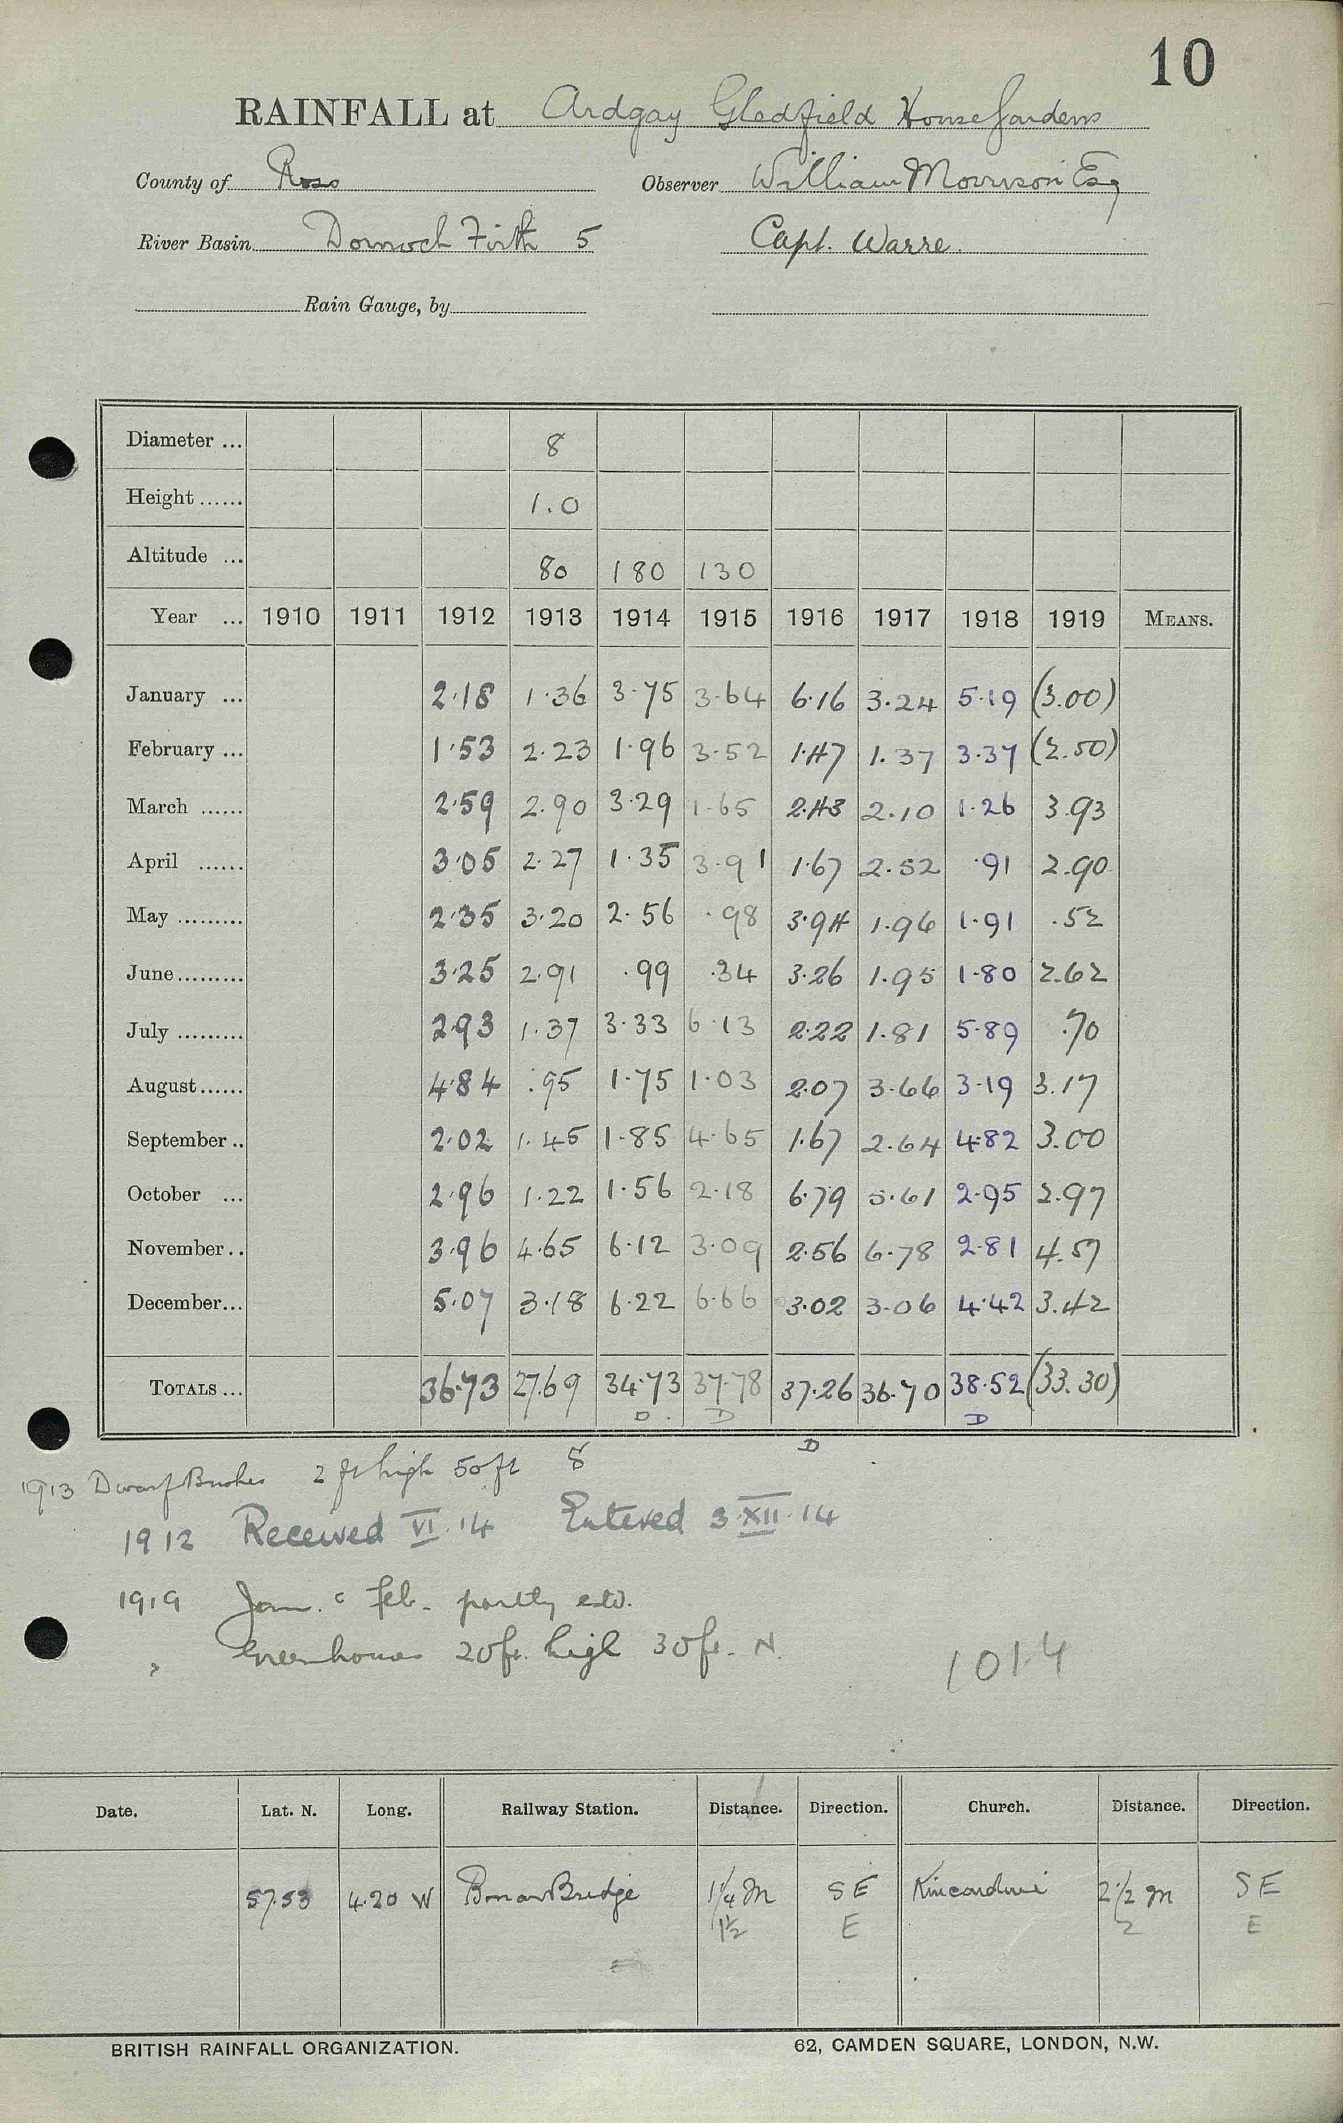 10
RAINFALL at Ardgay Gledfield House Gardens
County of Ross Observer William Morrison Esq
River Basin Dornoch Firth 5 Capt. Warre.
Rain Gauge, by
Diameter ... 8
Height ...... 1.0
Altitude ... 80 180 130
Year ... 1910 1911 1912 1913 1914 1915 1916 1917 1918 1919 MEANS.
January ... 2.18 1.36 3.75 3.64 6.16 3.24 5.19 (3.00)
February ... 1.53 2.23 1.96 3.52 1.47 1.37 3.37 (2.50)
March ...... 2.59 2.90 3.29 1.65 2.43 2.10 1.26 3.93
April ...... 3.05 2.27 1.35 3.91 1.67 2.52 .91 2.90
May ......... 2.35 3.20 2.56 .98 3.94 1.96 1.91 .52
June ......... 3.25 2.91 .99 .34 3.26 1.95 1.80 2.62
July ......... 2.93 1.37 3.33 6.13 2.22 1.81 5.89 .70
August ...... 4.84 .95 1.75 1.03 2.07 3.66 3.19 3.17
September .. 2.02 1.45 1.85 4.65 1.67 2.64 4.82 3.00
October ... 2.96 1.22 1.56 2.18 6.79 5.61 2.95 2.97
November .. 3.96 4.65 6.12 3.09 2.56 6.78 2.81 4.57
December ... 5.07 3.18 6.22 6.66 3.02 3.06 4.42 3.42
TOTALS ... 36.73 27.69 34.73 37.78 37.26 36.70 38.52 (33.30)
D. D D D
1913 Dwarf Bushes 2 ft high 50 ft S
1912 Received VI.14 Entered 3.XII.14
1919 Jan. & Feb. partly estd.
" Greenhouse 20 ft. high 30 ft. N.
1014
Date. Lat. N. Long. Railway Station. Distance. Direction. Church. Distance. Direction.
57.53 4.20 W Bonar Bridge 1¼ m SE Kincardine 2½ m SE
1½ E 2 E
BRITISH RAINFALL ORGANIZATION. 62, CAMDEN SQUARE, LONDON, N.W.